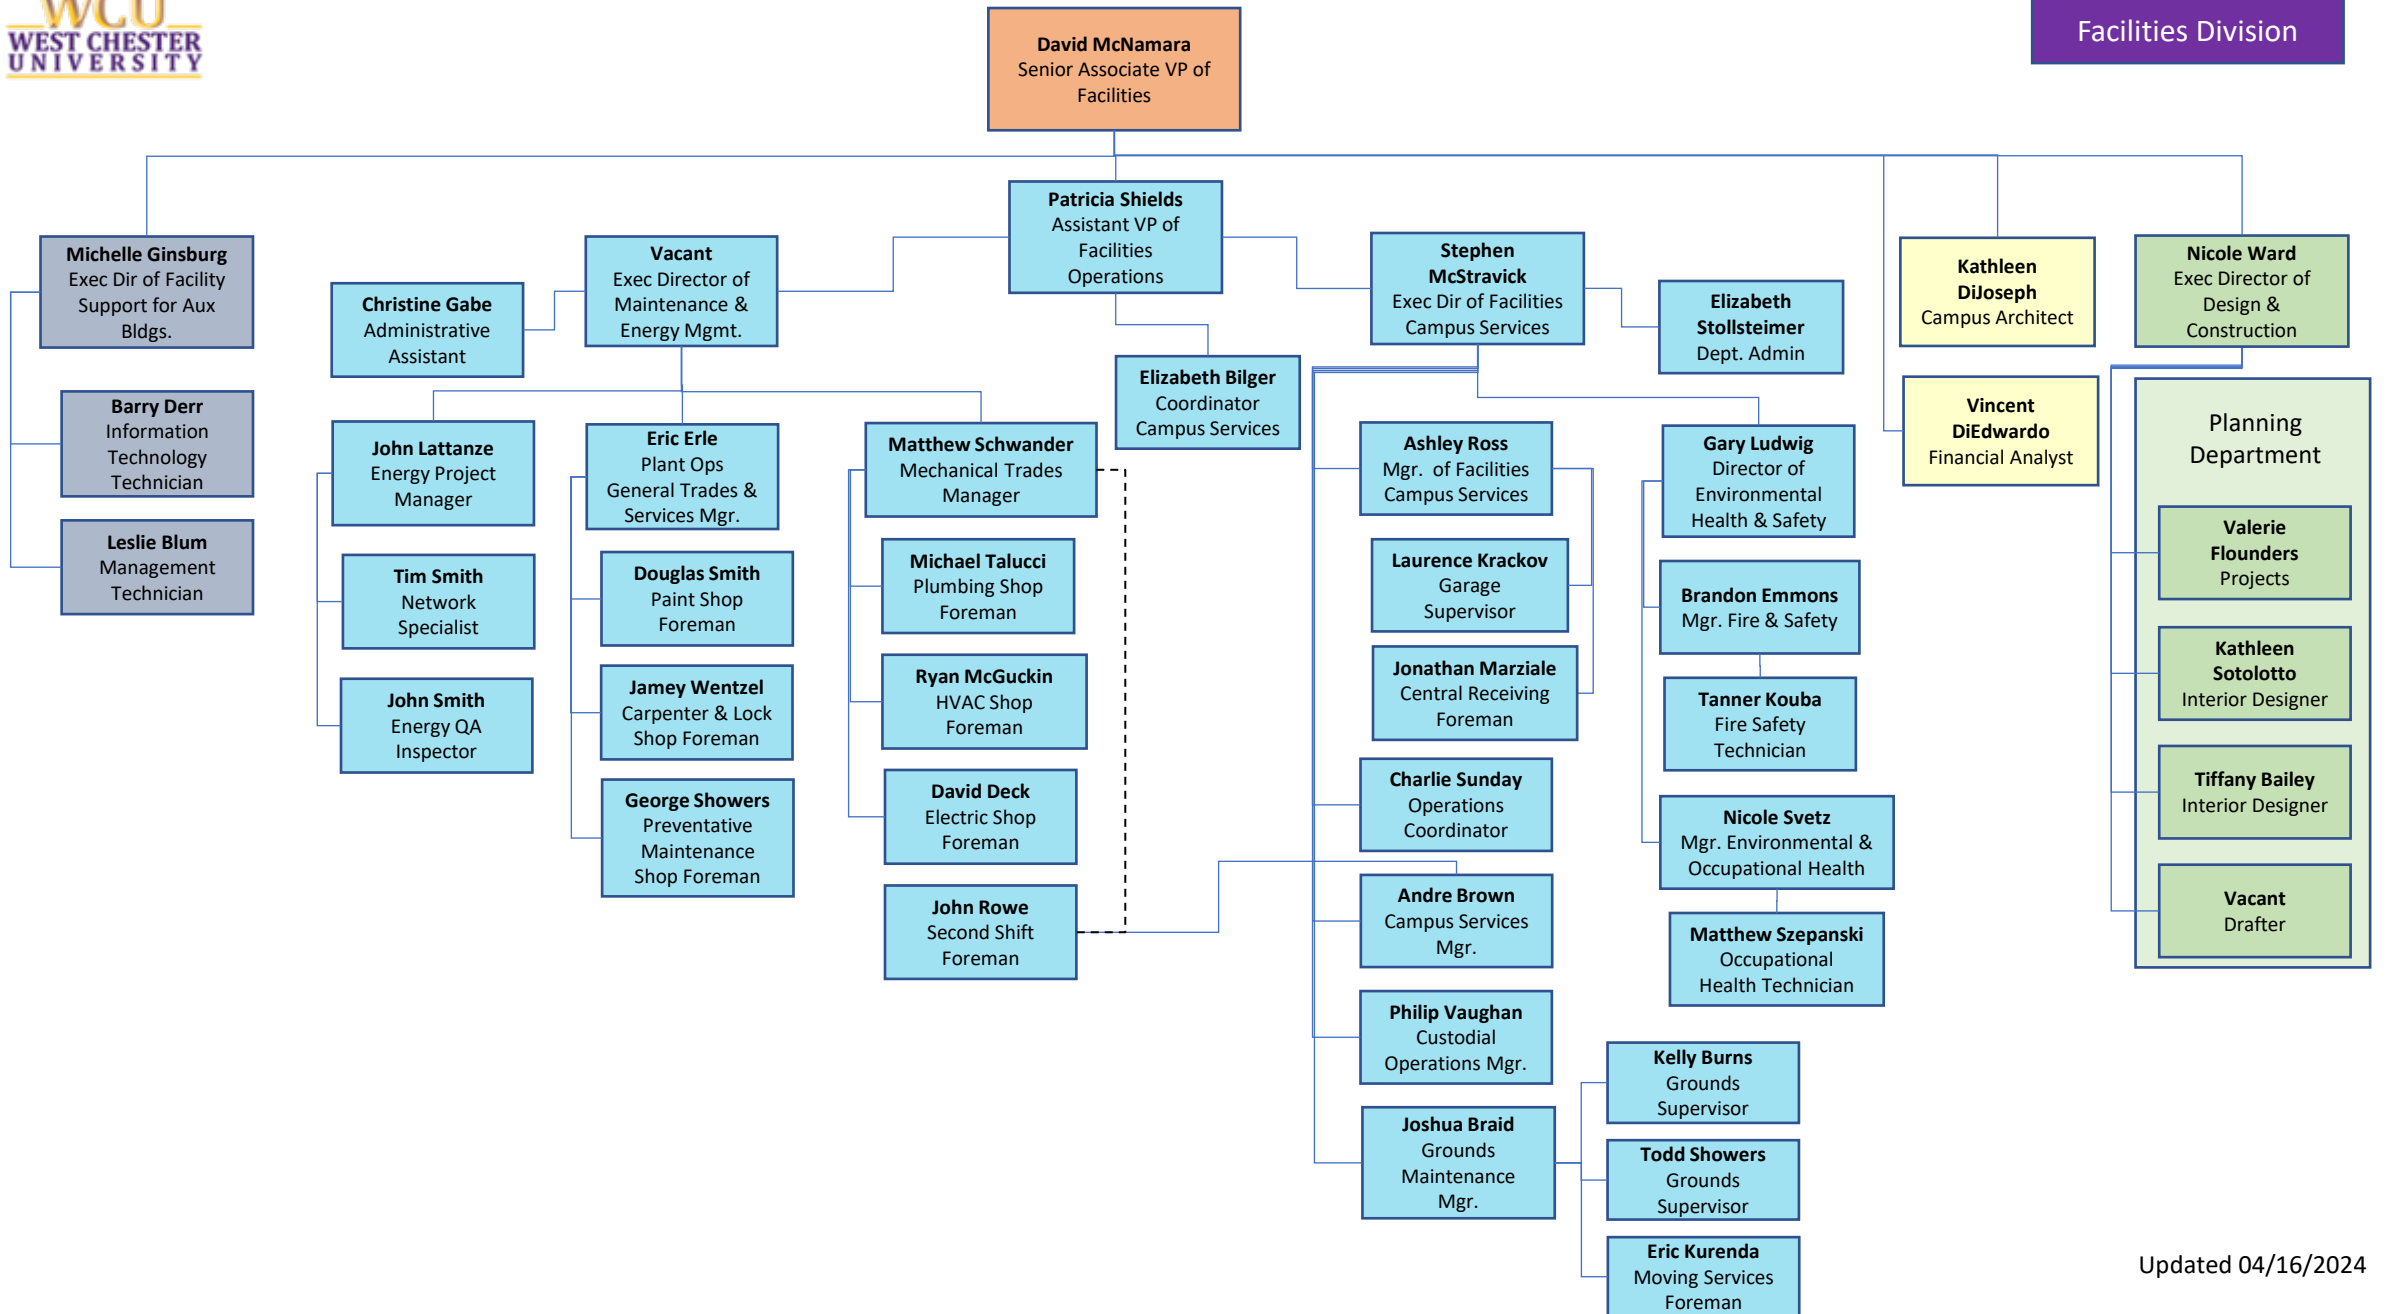 WCU
WEST CHESTER
UNIVERSITY
Facilities Division
David McNamara
Senior Associate VP of
Facilities
Patricia Shields
Assistant VP of
Facilities
Operations
Michelle Ginsburg
Exec Dir of Facility
Support for Aux
Bldgs.
Barry Derr
Information
Technology
Technician
Leslie Blum
Management
Technician
Christine Gabe
Administrative
Assistant
Vacant
Exec Director of
Maintenance &
Energy Mgmt.
John Lattanze
Energy Project
Manager
Tim Smith
Network
Specialist
John Smith
Energy QA
Inspector
Eric Erle
Plant Ops
General Trades &
Services Mgr.
Douglas Smith
Paint Shop
Foreman
Jamey Wentzel
Carpenter & Lock
Shop Foreman
George Showers
Preventative
Maintenance
Shop Foreman
Matthew Schwander
Mechanical Trades
Manager
Michael Talucci
Plumbing Shop
Foreman
Ryan McGuckin
HVAC Shop
Foreman
David Deck
Electric Shop
Foreman
John Rowe
Second Shift
Foreman
Elizabeth Bilger
Coordinator
Campus Services
Stephen
McStravick
Exec Dir of Facilities
Campus Services
Elizabeth
Stollsteimer
Dept. Admin
Ashley Ross
Mgr. of Facilities
Campus Services
Laurence Krackov
Garage
Supervisor
Jonathan Marziale
Central Receiving
Foreman
Charlie Sunday
Operations
Coordinator
Andre Brown
Campus Services
Mgr.
Philip Vaughan
Custodial
Operations Mgr.
Joshua Braid
Grounds
Maintenance
Mgr.
Kelly Burns
Grounds
Supervisor
Todd Showers
Grounds
Supervisor
Eric Kurenda
Moving Services
Foreman
Gary Ludwig
Director of
Environmental
Health & Safety
Brandon Emmons
Mgr. Fire & Safety
Tanner Kouba
Fire Safety
Technician
Nicole Svetz
Mgr. Environmental &
Occupational Health
Matthew Szepanski
Occupational
Health Technician
Kathleen
DiJoseph
Campus Architect
Vincent
DiEdwardo
Financial Analyst
Nicole Ward
Exec Director of
Design &
Construction
Planning
Department
Valerie
Flounders
Projects
Kathleen
Sotolotto
Interior Designer
Tiffany Bailey
Interior Designer
Vacant
Drafter
Updated 04/16/2024